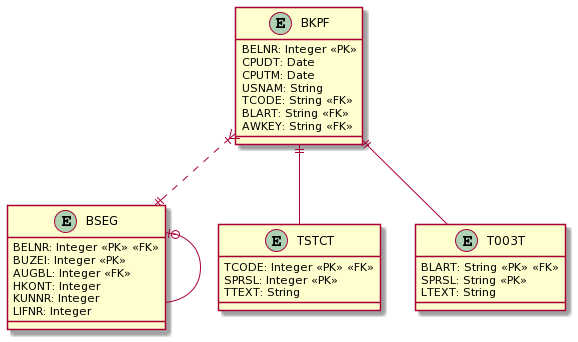 E BKPF
BELNR: Integer «PK»
CPUDT: Date
CPUTM: Date
USNAM: String
TCODE: String «FK»
BLART: String «FK»
AWKEY: String «FK»
E BSEG
BELNR: Integer «PK» «FK»
BUZEI: Integer «PK»
AUGBL: Integer «FK»
HKONT: Integer
KUNNR: Integer
LIFNR: Integer
E TSTCT
TCODE: Integer «PK» «FK»
SPRSL: Integer «PK»
TTEXT: String
E T003T
BLART: String «PK» «FK»
SPRSL: String «PK»
LTEXT: String